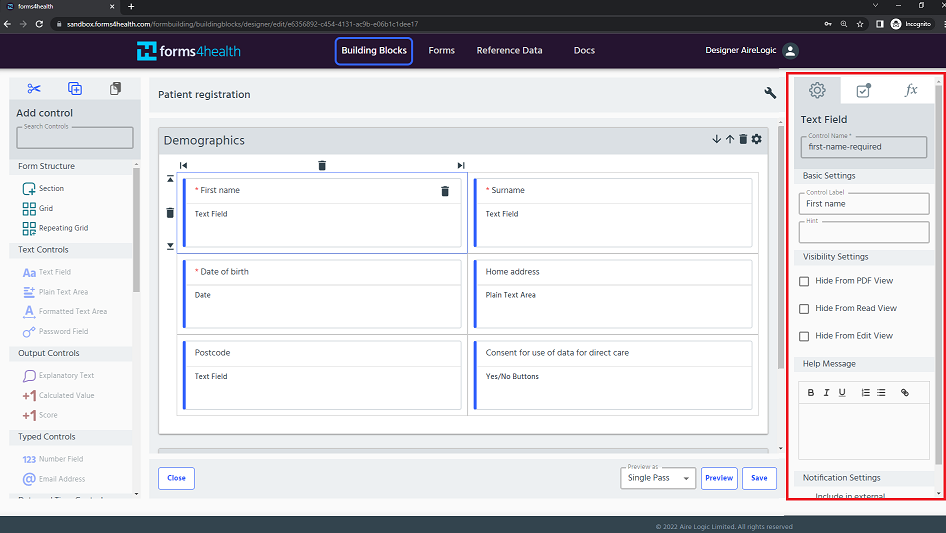 forms4health
sandbox.forms4health.com/formbuilding/buildingblocks/designer/edit/e6356892-c454-4131-ac9b-e06b1c1dee17
Incognito
forms4health
Building Blocks
Forms
Reference Data
Docs
Designer AireLogic
Add control
Search Controls
Form Structure
Section
Grid
Repeating Grid
Text Controls
Aa Text Field
Plain Text Area
A Formatted Text Area
Password Field
Output Controls
Explanatory Text
+1 Calculated Value
+1 Score
Typed Controls
123 Number Field
@ Email Address
Patient registration
Demographics
* First name
Text Field
* Surname
Text Field
* Date of birth
Date
Home address
Plain Text Area
Postcode
Text Field
Consent for use of data for direct care
Yes/No Buttons
Close
Preview as
Single Pass
Preview
Save
fx
Text Field
Control Name *
first-name-required
Basic Settings
Control Label
First name
Hint
Visibility Settings
Hide From PDF View
Hide From Read View
Hide From Edit View
Help Message
B I U
Notification Settings
Include in external
© 2022 Aire Logic Limited. All rights reserved